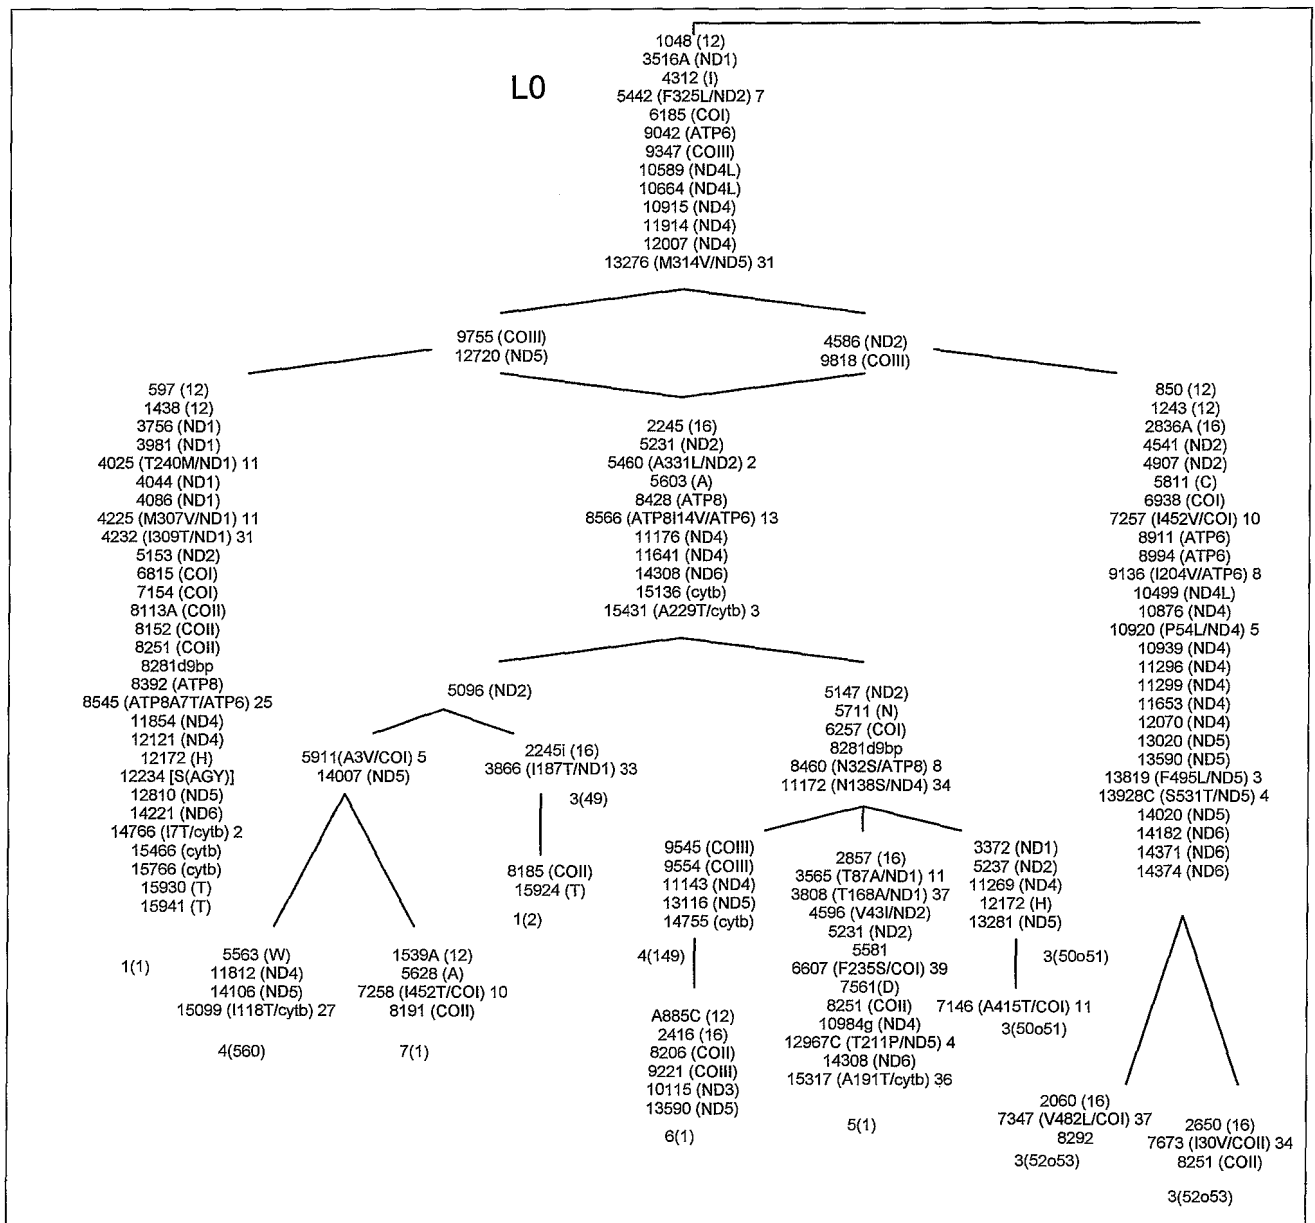 L0
1048 (12)
3516A (ND1)
4312 (I)
5442 (F325L/ND2) 7
6185 (COI)
9042 (ATP6)
9347 (COIII)
10589 (ND4L)
10664 (ND4L)
10915 (ND4)
11914 (ND4)
12007 (ND4)
13276 (M314V/ND5) 31
9755 (COIII)
12720 (ND5)
4586 (ND2)
9818 (COIII)
597 (12)
1438 (12)
3756 (ND1)
3981 (ND1)
4025 (T240M/ND1) 11
4044 (ND1)
4086 (ND1)
4225 (M307V/ND1) 11
4232 (I309T/ND1) 31
5153 (ND2)
6815 (COI)
7154 (COI)
8113A (COII)
8152 (COII)
8251 (COII)
8281d9bp
8392 (ATP8)
8545 (ATP8A7T/ATP6) 25
11854 (ND4)
12121 (ND4)
12172 (H)
12234 [S(AGY)]
12810 (ND5)
14221 (ND6)
14766 (I7T/cytb) 2
15466 (cytb)
15766 (cytb)
15930 (T)
15941 (T)
1(1)
2245 (16)
5231 (ND2)
5460 (A331L/ND2) 2
5603 (A)
8428 (ATP8)
8566 (ATP8I14V/ATP6) 13
11176 (ND4)
11641 (ND4)
14308 (ND6)
15136 (cytb)
15431 (A229T/cytb) 3
850 (12)
1243 (12)
2836A (16)
4541 (ND2)
4907 (ND2)
5811 (C)
6938 (COI)
7257 (I452V/COI) 10
8911 (ATP6)
8994 (ATP6)
9136 (I204V/ATP6) 8
10499 (ND4L)
10876 (ND4)
10920 (P54L/ND4) 5
10939 (ND4)
11296 (ND4)
11299 (ND4)
11653 (ND4)
12070 (ND4)
13020 (ND5)
13590 (ND5)
13819 (F495L/ND5) 3
13928C (S531T/ND5) 4
14020 (ND5)
14182 (ND6)
14371 (ND6)
14374 (ND6)
5096 (ND2)
5147 (ND2)
5711 (N)
6257 (COI)
8281d9bp
8460 (N32S/ATP8) 8
11172 (N138S/ND4) 34
5911(A3V/COI) 5
14007 (ND5)
2245i (16)
3866 (I187T/ND1) 33
3(49)
8185 (COII)
15924 (T)
1(2)
5563 (W)
11812 (ND4)
14106 (ND5)
15099 (I118T/cytb) 27
4(560)
1539A (12)
5628 (A)
7258 (I452T/COI) 10
8191 (COII)
7(1)
9545 (COIII)
9554 (COIII)
11143 (ND4)
13116 (ND5)
14755 (cytb)
4(149)
A885C (12)
2416 (16)
8206 (COII)
9221 (COIII)
10115 (ND3)
13590 (ND5)
6(1)
2857 (16)
3565 (T87A/ND1) 11
3808 (T168A/ND1) 37
4596 (V43I/ND2)
5231 (ND2)
5581
6607 (F235S/COI) 39
7561(D)
8251 (COII)
10984g (ND4)
12967C (T211P/ND5) 4
14308 (ND6)
15317 (A191T/cytb) 36
5(1)
3372 (ND1)
5237 (ND2)
11269 (ND4)
12172 (H)
13281 (ND5)
3(50o51)
7146 (A415T/COI) 11
3(50o51)
2060 (16)
7347 (V482L/COI) 37
8292
3(52o53)
2650 (16)
7673 (I30V/COII) 34
8251 (COII)
3(52o53)